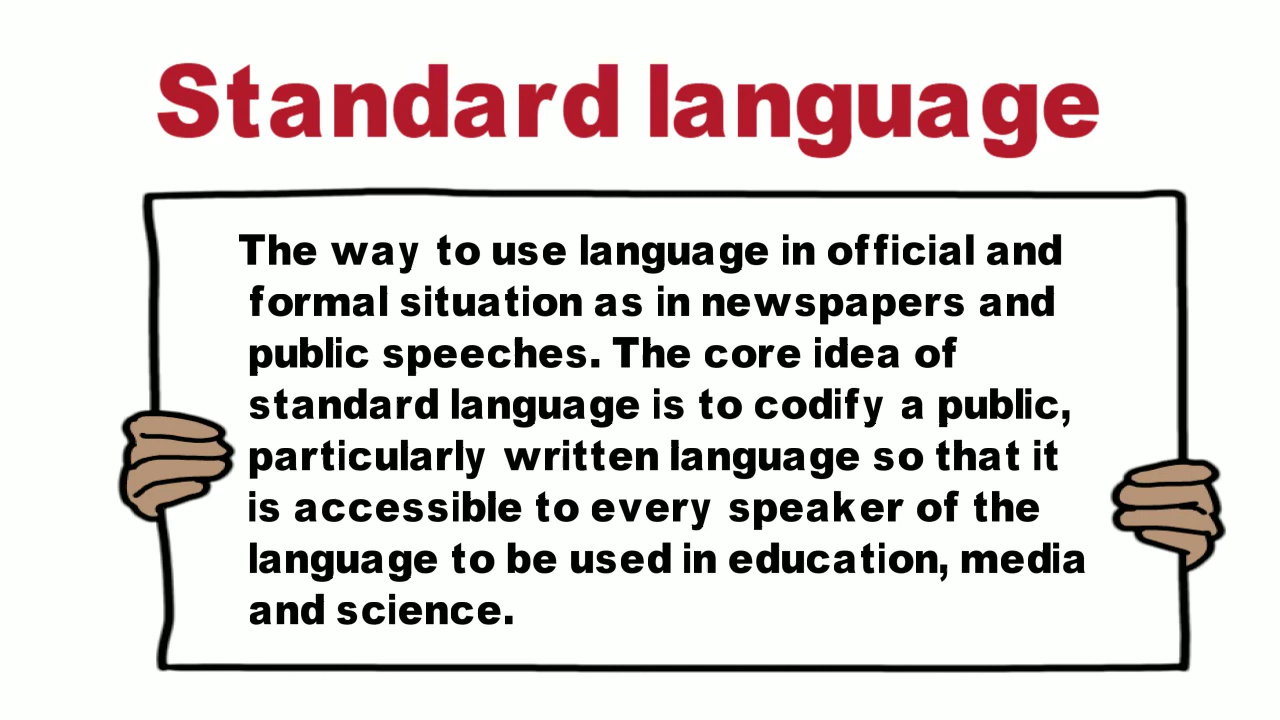 Standard language
The way to use language in official and
formal situation as in newspapers and
public speeches. The core idea of
standard language is to codify a public,
particularly written language so that it
is accessible to every speaker of the
language to be used in education, media
and science.